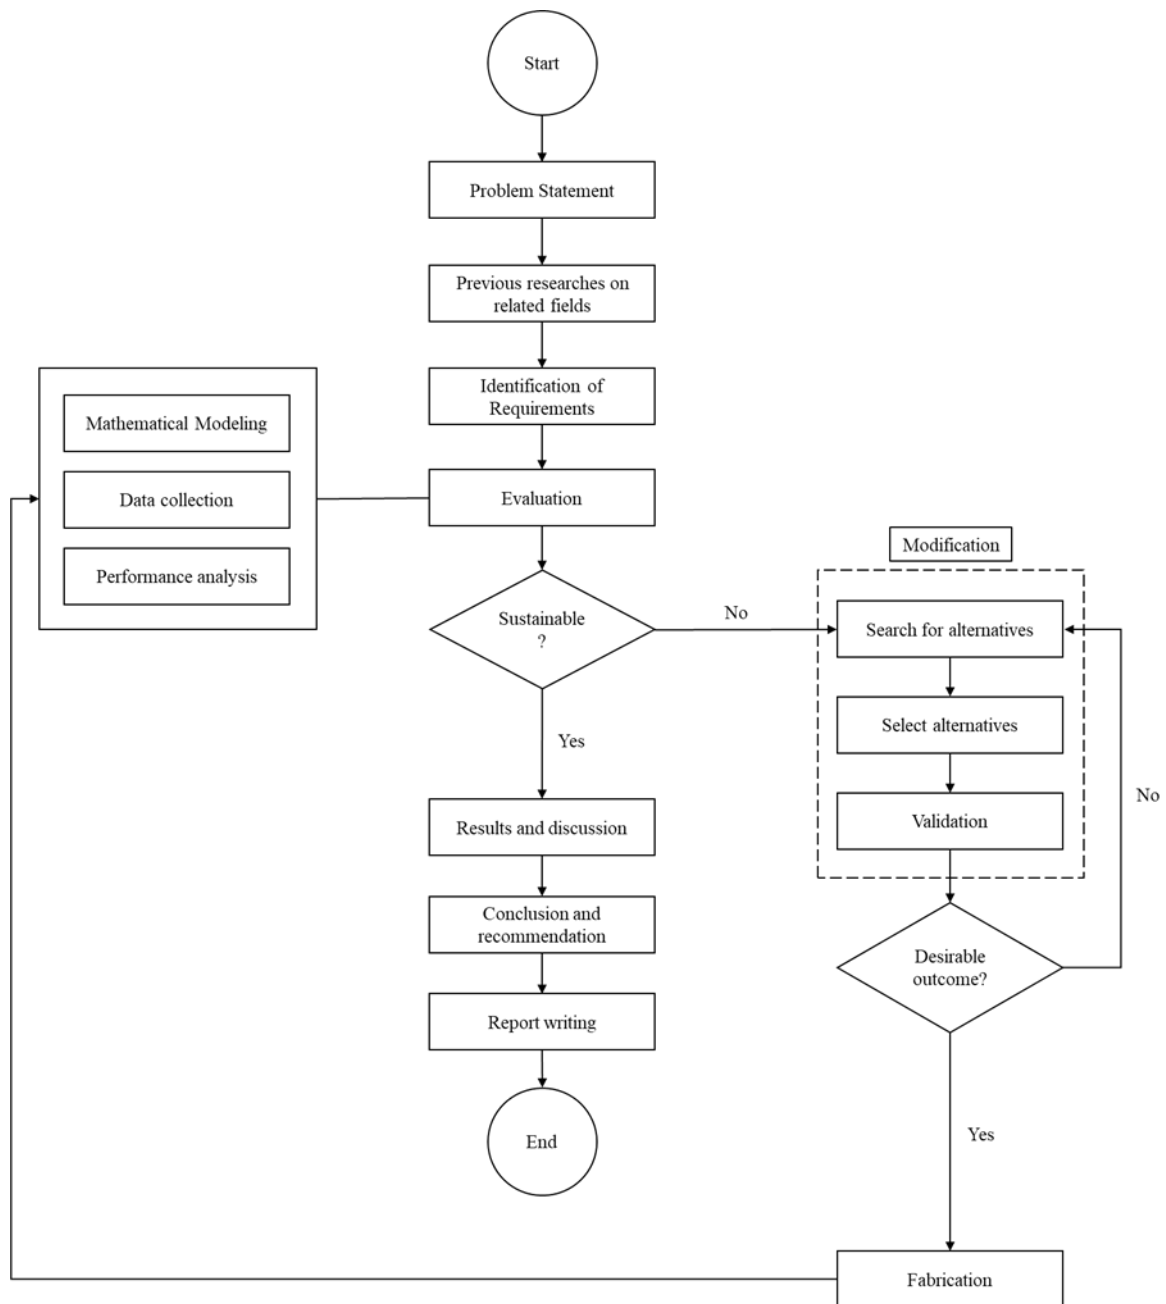 Start
Problem Statement
Previous researches on
related fields
Identification of
Requirements
Mathematical Modeling
Data collection
Performance analysis
Evaluation
Modification
Sustainable
?
No
Search for alternatives
Select alternatives
Validation
Yes
No
Results and discussion
Conclusion and
recommendation
Report writing
End
Desirable
outcome?
Yes
Fabrication